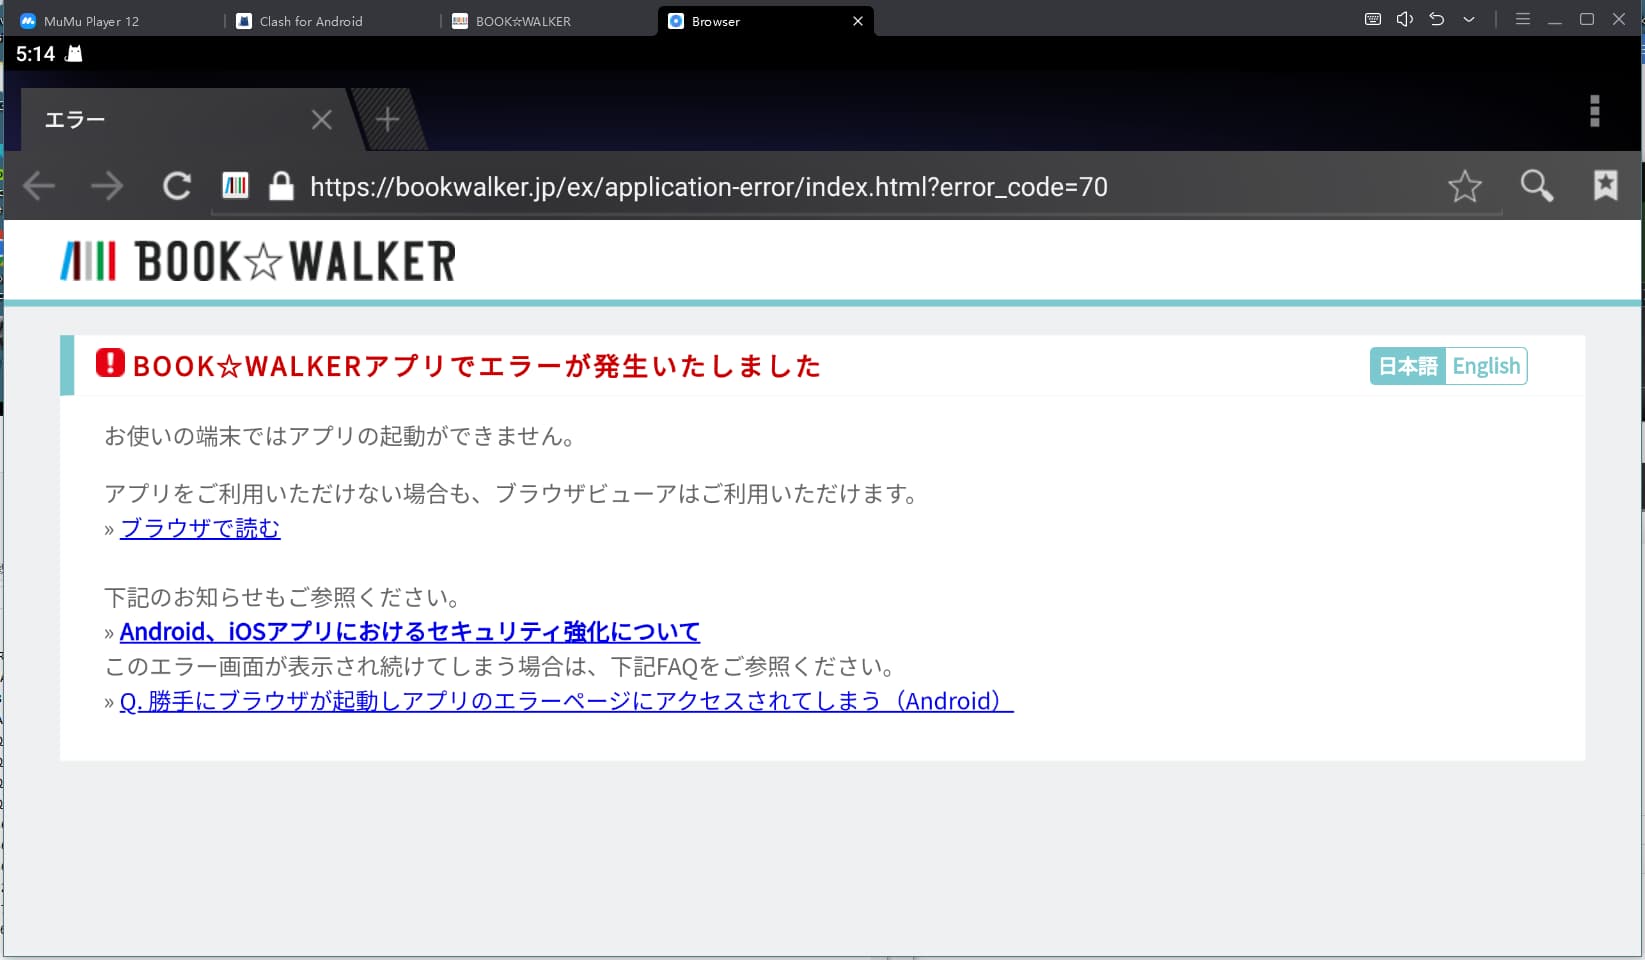 MuMu Player 12
Clash for Android
BOOK☆WALKER
Browser
5:14
エラー
https://bookwalker.jp/ex/application-error/index.html?error_code=70
BOOK☆WALKER
BOOK☆WALKERアプリでエラーが発生いたしました
日本語 English
お使いの端末ではアプリの起動ができません。
アプリをご利用いただけない場合も、ブラウザビューアはご利用いただけます。
» ブラウザで読む
下記のお知らせもご参照ください。
» Android、iOSアプリにおけるセキュリティ強化について
このエラー画面が表示され続けてしまう場合は、下記FAQをご参照ください。
» Q. 勝手にブラウザが起動しアプリのエラーページにアクセスされてしまう（Android）